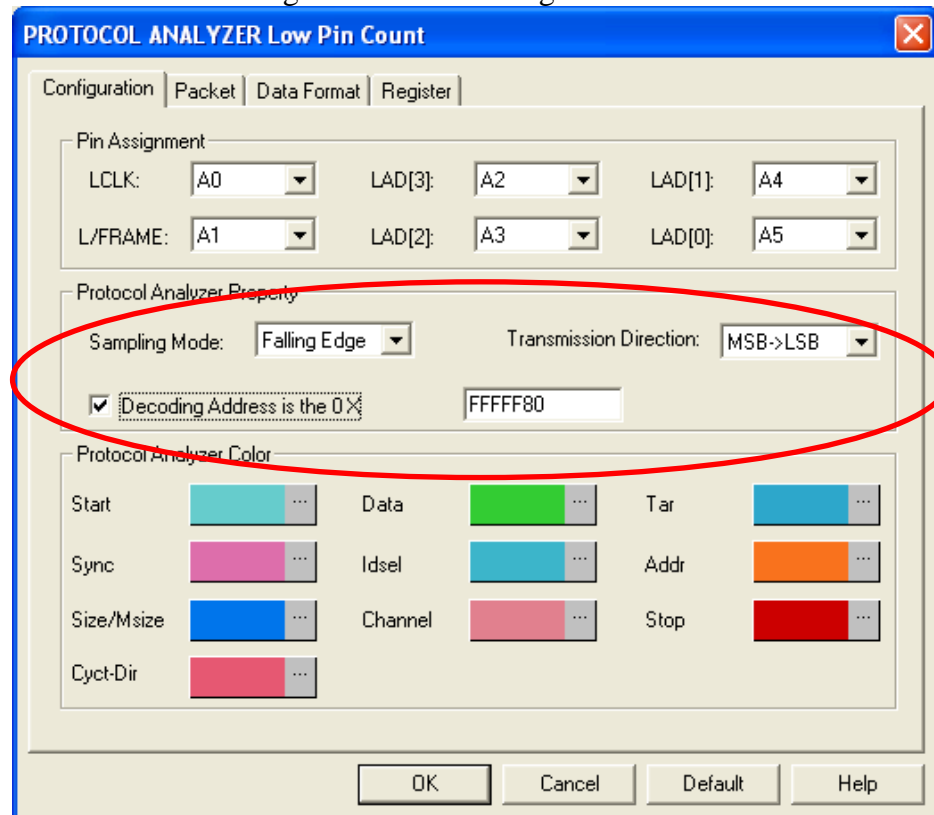 PROTOCOL ANALYZER Low Pin Count
Configuration Packet Data Format Register
Pin Assignment
LCLK: A0 LAD[3]: A2 LAD[1]: A4
L/FRAME: A1 LAD[2]: A3 LAD[0]: A5
Protocol Analyzer Property
Sampling Mode: Falling Edge Transmission Direction: MSB->LSB
Decoding Address is the 0X FFFFF80
Protocol Analyzer Color
Start ... Data ... Tar ...
Sync ... Idsel ... Addr ...
Size/Msize ... Channel ... Stop ...
Cyct-Dir ...
OK Cancel Default Help